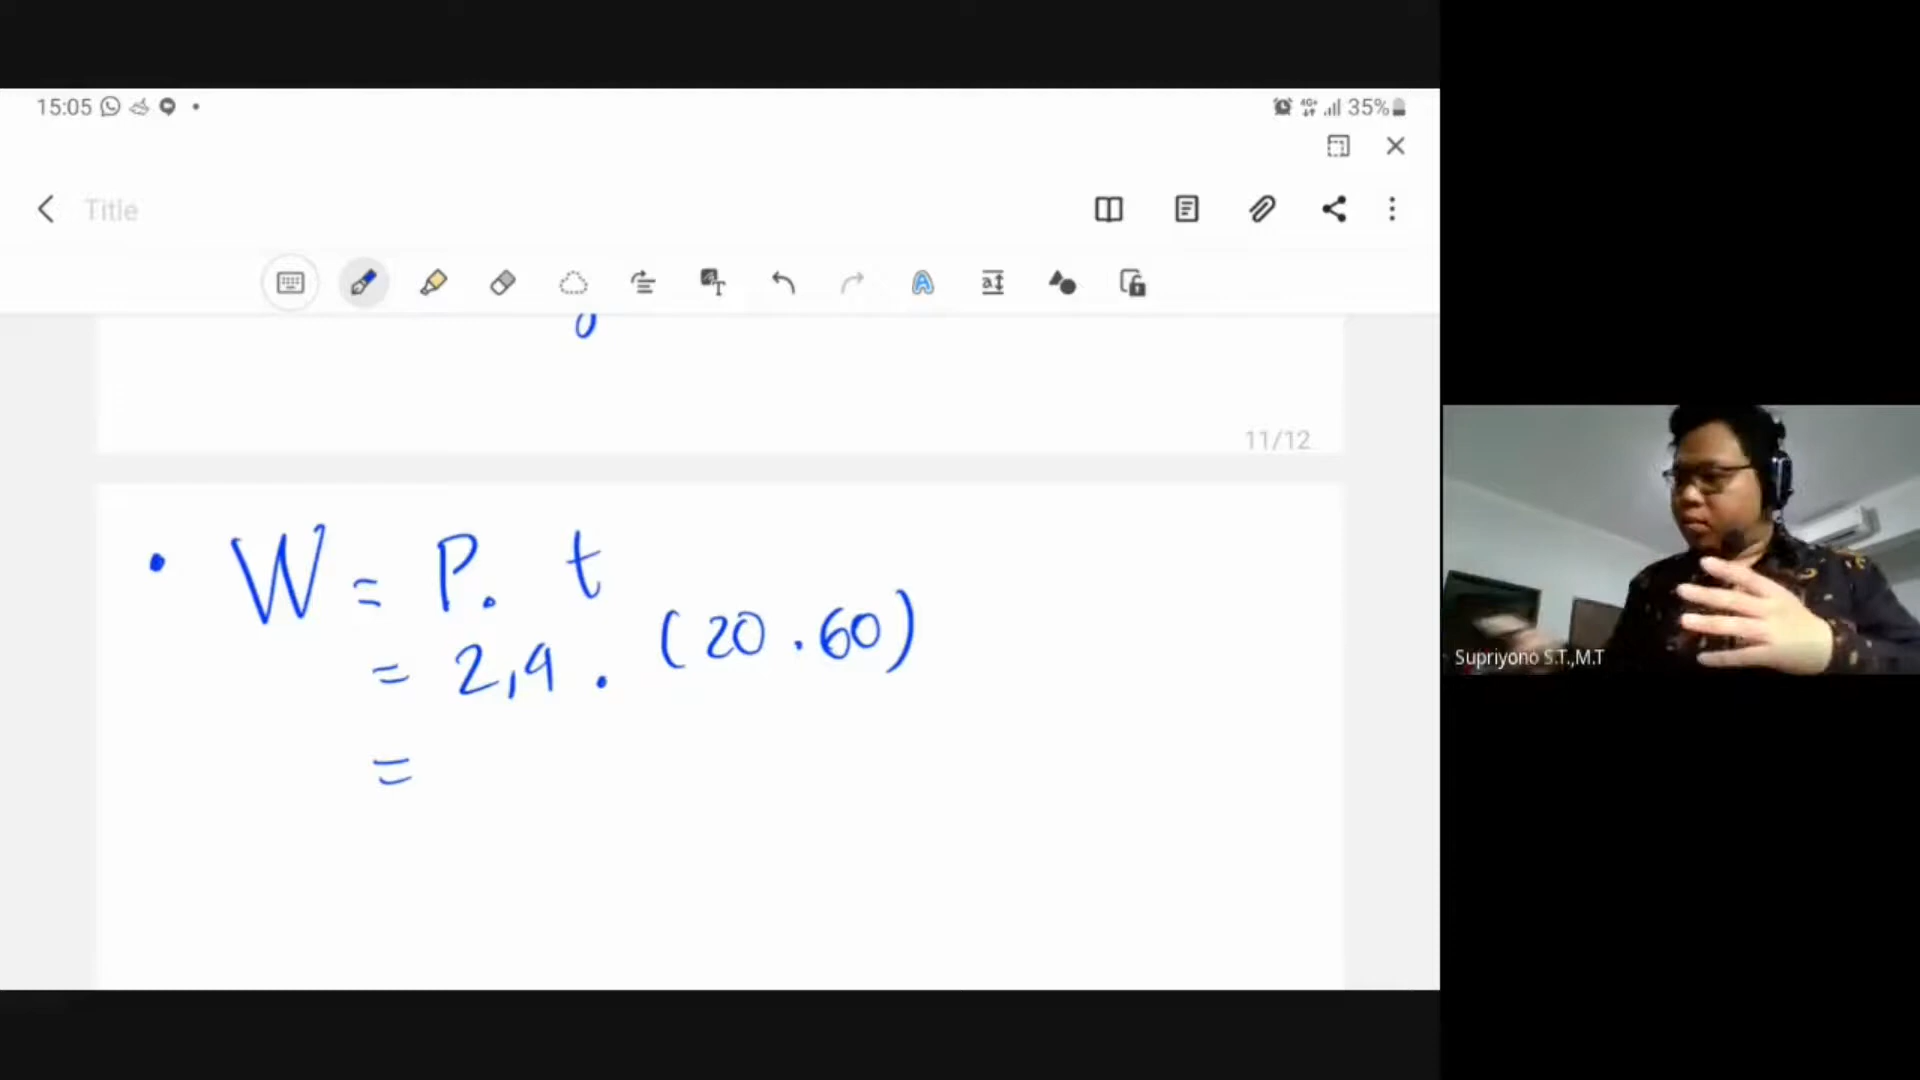 15:05
35%
Title
11/12
• W = P. t
= 2,4 . (20 . 60)
=
Supriyono S.T.,M.T